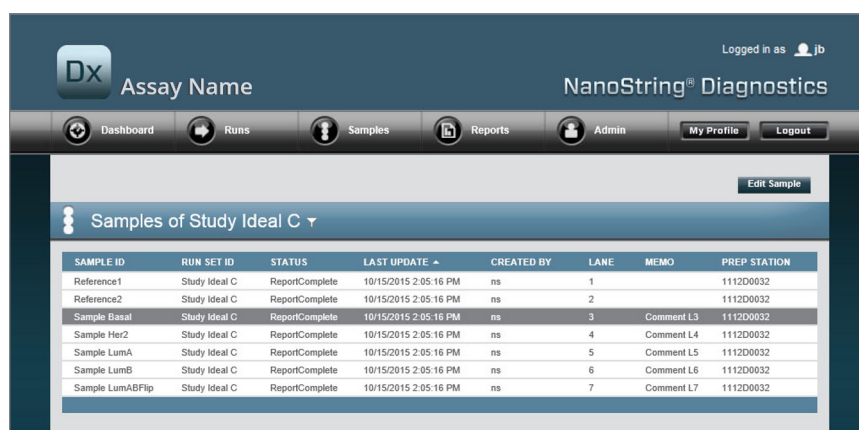 Logged in as jb
Dx Assay Name
NanoString® Diagnostics
Dashboard Runs Samples Reports Admin My Profile Logout
Edit Sample
Samples of Study Ideal C
SAMPLE ID RUN SET ID STATUS LAST UPDATE CREATED BY LANE MEMO PREP STATION
Reference1 Study Ideal C ReportComplete 10/15/2015 2:05:16 PM ns 1 1112D0032
Reference2 Study Ideal C ReportComplete 10/15/2015 2:05:16 PM ns 2 1112D0032
Sample Basal Study Ideal C ReportComplete 10/15/2015 2:05:16 PM ns 3 Comment L3 1112D0032
Sample Her2 Study Ideal C ReportComplete 10/15/2015 2:05:16 PM ns 4 Comment L4 1112D0032
Sample LumA Study Ideal C ReportComplete 10/15/2015 2:05:16 PM ns 5 Comment L5 1112D0032
Sample LumB Study Ideal C ReportComplete 10/15/2015 2:05:16 PM ns 6 Comment L6 1112D0032
Sample LumABFlip Study Ideal C ReportComplete 10/15/2015 2:05:16 PM ns 7 Comment L7 1112D0032